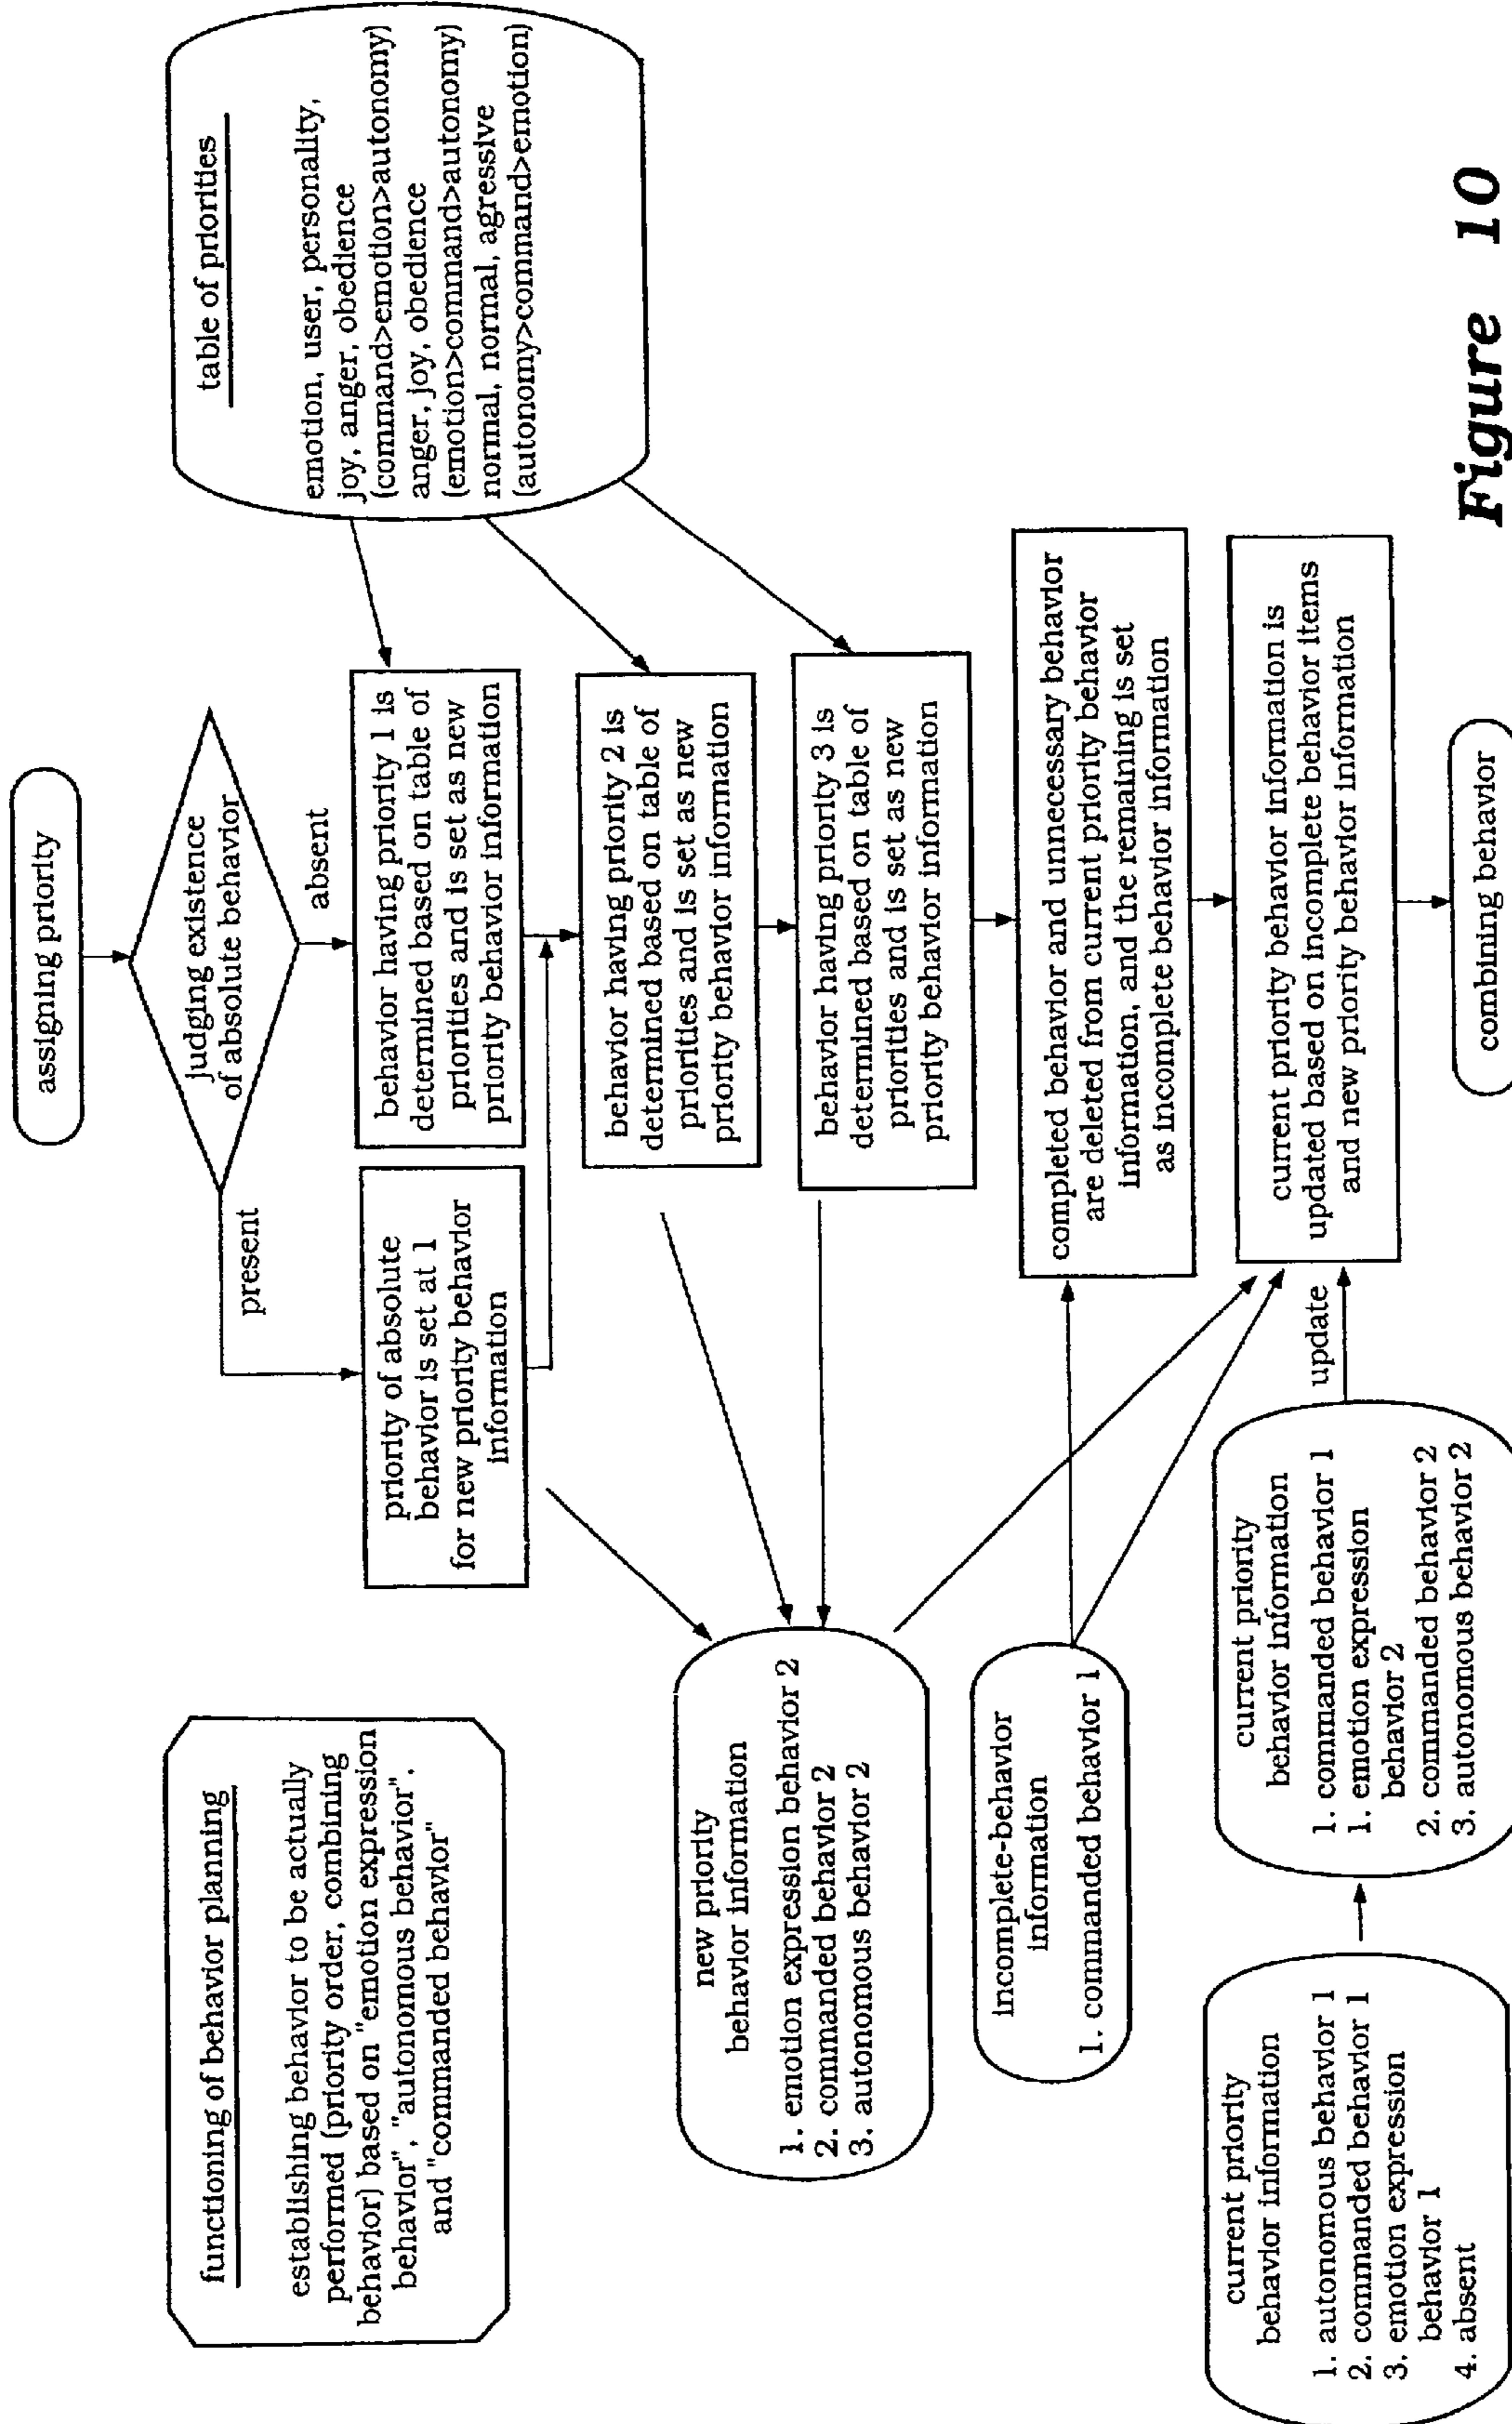 assigning priority
judging existence
of absolute behavior
present
absent
table of priorities
emotion, user, personality,
joy, anger, obedience
(command>emotion>autonomy)
anger, joy, obedience
(emotion>command>autonomy)
normal, normal, agressive
(autonomy>command>emotion)
functioning of behavior planning
establishing behavior to be actually
performed (priority order, combining
behavior) based on "emotion expression
behavior", "autonomous behavior",
and "commanded behavior"
priority of absolute
behavior is set at 1
for new priority behavior
information
behavior having priority 1 is
determined based on table of
priorities and is set as new
priority behavior information
behavior having priority 2 is
determined based on table of
priorities and is set as new
priority behavior information
behavior having priority 3 is
determined based on table of
priorities and is set as new
priority behavior information
new priority
behavior information
1. emotion expression behavior 2
2. commanded behavior 2
3. autonomous behavior 2
incomplete-behavior
information
1. commanded behavior 1
completed behavior and unnecessary behavior
are deleted from current priority behavior
information, and the remaining is set
as incomplete behavior information
current priority
behavior information
1. autonomous behavior 1
2. commanded behavior 1
3. emotion expression
behavior 1
4. absent
current priority
behavior information
1. commanded behavior 1
1. emotion expression
behavior 2
2. commanded behavior 2
3. autonomous behavior 2
update
current priority behavior information is
updated based on incomplete behavior items
and new priority behavior information
combining behavior
Figure 10